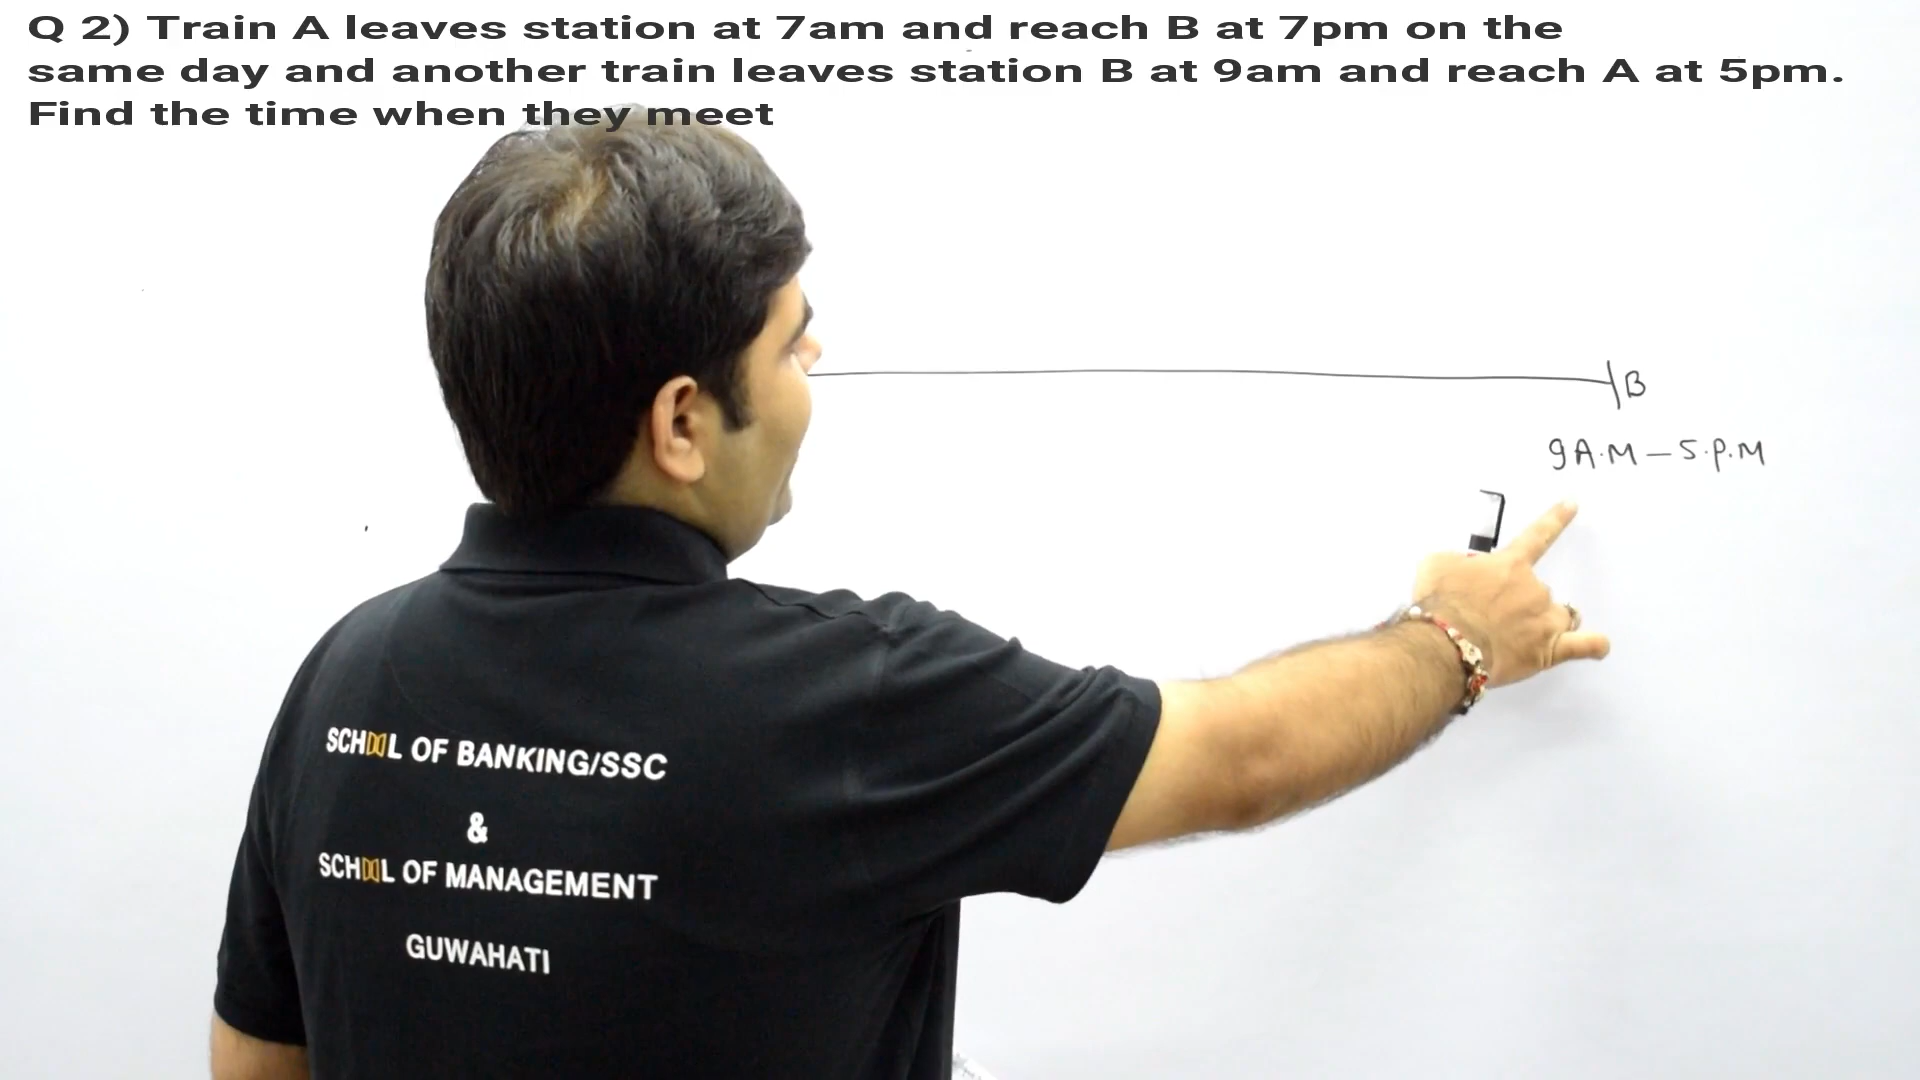 Q 2) Train A leaves station at 7am and reach B at 7pm on the
same day and another train leaves station B at 9am and reach A at 5pm.
Find the time when they meet
B
9A.M - 5.P.M
SCHOOL OF BANKING/SSC
&
SCHOOL OF MANAGEMENT
GUWAHATI